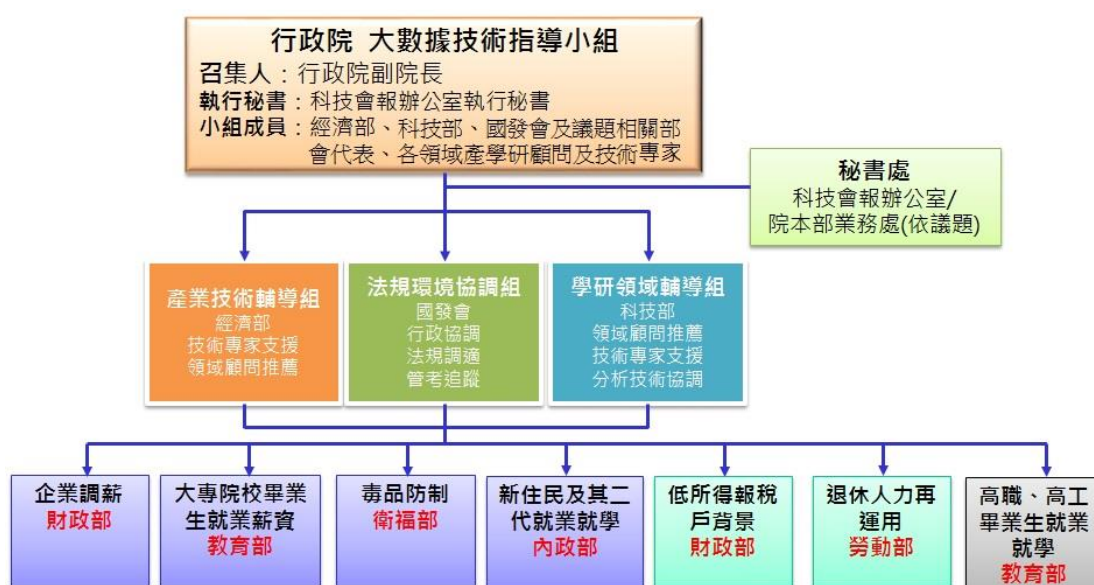 行政院 大數據技術指導小組
召集人：行政院副院長
執行秘書：科技會報辦公室執行秘書
小組成員：經濟部、科技部、國發會及議題相關部
會代表、各領域產學研顧問及技術專家
秘書處
科技會報辦公室/
院本部業務處(依議題)
產業技術輔導組
經濟部
技術專家支援
領域顧問推薦
法規環境協調組
國發會
行政協調
法規調適
管考追蹤
學研領域輔導組
科技部
領域顧問推薦
技術專家支援
分析技術協調
企業調薪
財政部
大專院校畢業
生就業薪資
教育部
毒品防制
衛福部
新住民及其二
代就業就學
內政部
低所得報稅
戶背景
財政部
退休人力再
運用
勞動部
高職、高工
畢業生就業
就學
教育部